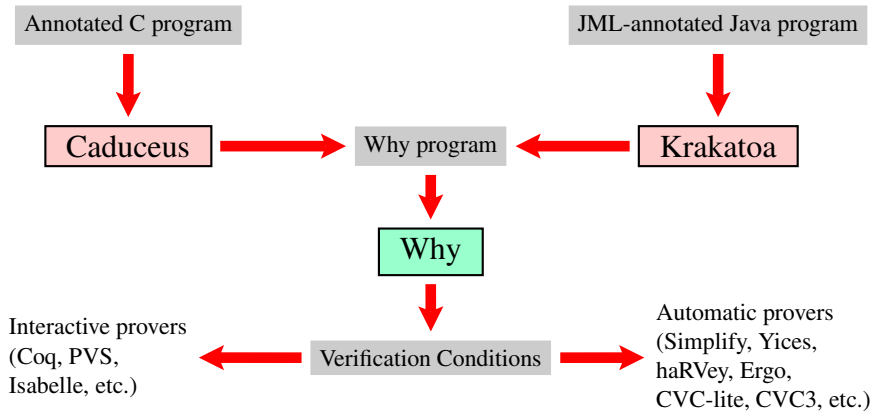 Annotated C program
JML-annotated Java program
Caduceus
Why program
Krakatoa
Why
Interactive provers
(Coq, PVS,
Isabelle, etc.)
Verification Conditions
Automatic provers
(Simplify, Yices,
haRVey, Ergo,
CVC-lite, CVC3, etc.)